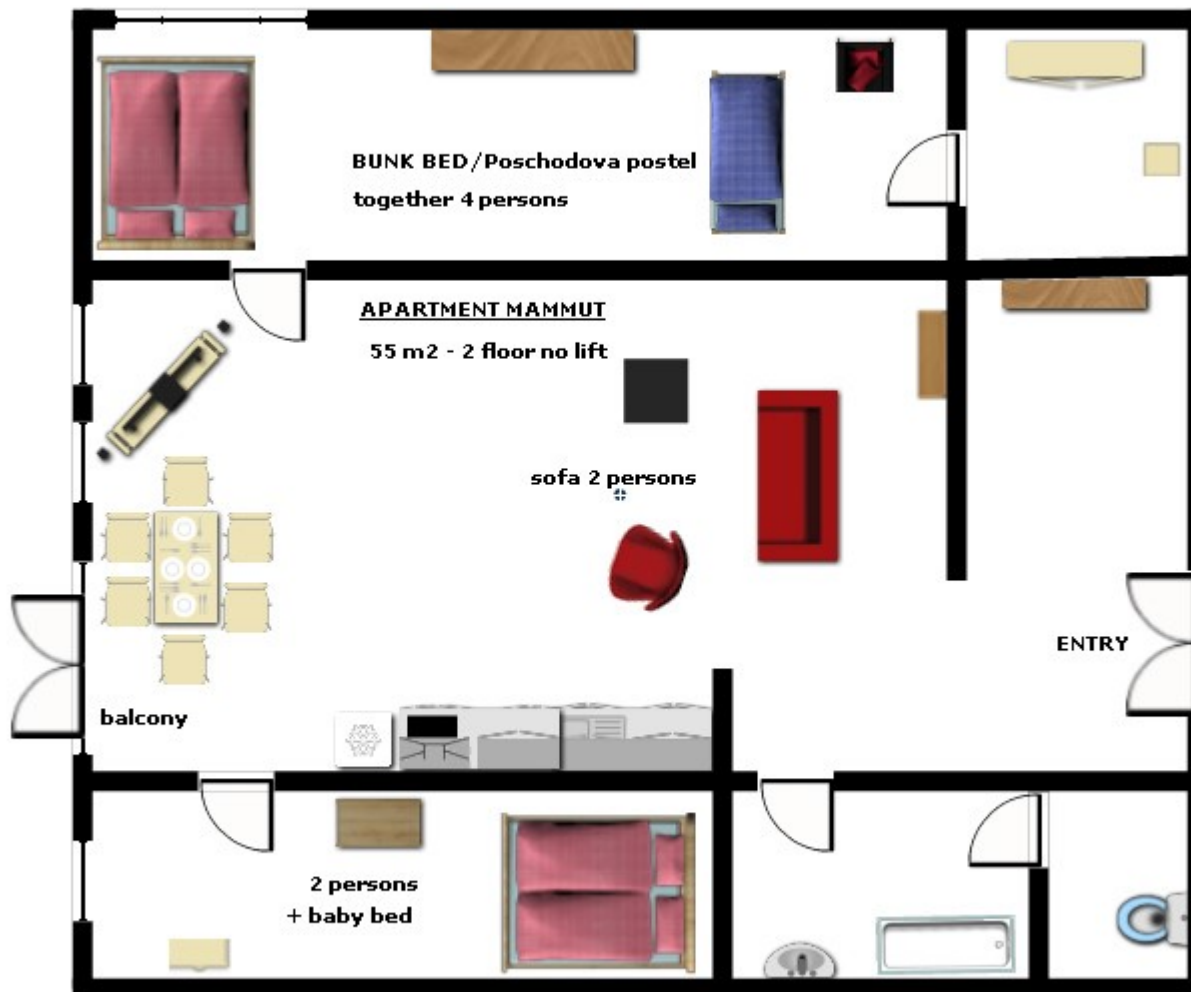 BUNK BED/Poschodova postel
together 4 persons
APARTMENT MAMMUT
55 m2 - 2 floor no lift
sofa 2 persons
ENTRY
balcony
2 persons
+ baby bed